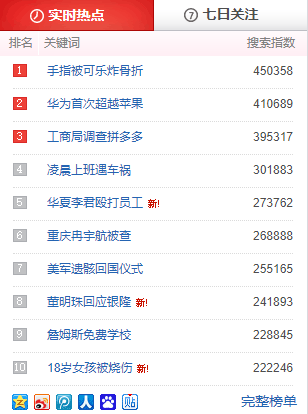 实时热点 7 七日关注
排名 关键词 搜索指数
1 手指被可乐炸骨折 450358
2 华为首次超越苹果 410689
3 工商局调查拼多多 395317
4 凌晨上班遇车祸 301883
5 华夏李君殴打员工 新! 273762
6 重庆冉宇航被查 268888
7 美军遗骸回国仪式 255165
8 董明珠回应银隆 新! 241893
9 詹姆斯免费学校 228845
10 18岁女孩被烧伤 新! 222246
贴 完整榜单